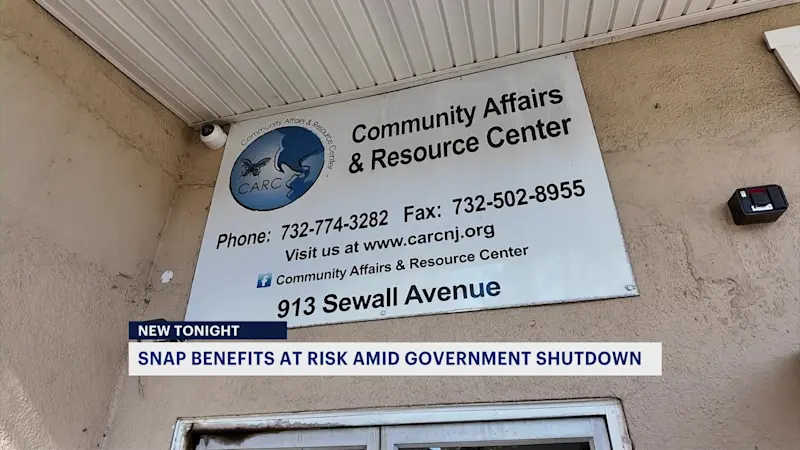 Community Affairs & Resource Center
CARC
Community Affairs
& Resource Center
Phone: 732-774-3282 Fax: 732-502-8955
Visit us at www.carcnj.org
f Community Affairs & Resource Center
913 Sewall Avenue
NEW TONIGHT
SNAP BENEFITS AT RISK AMID GOVERNMENT SHUTDOWN